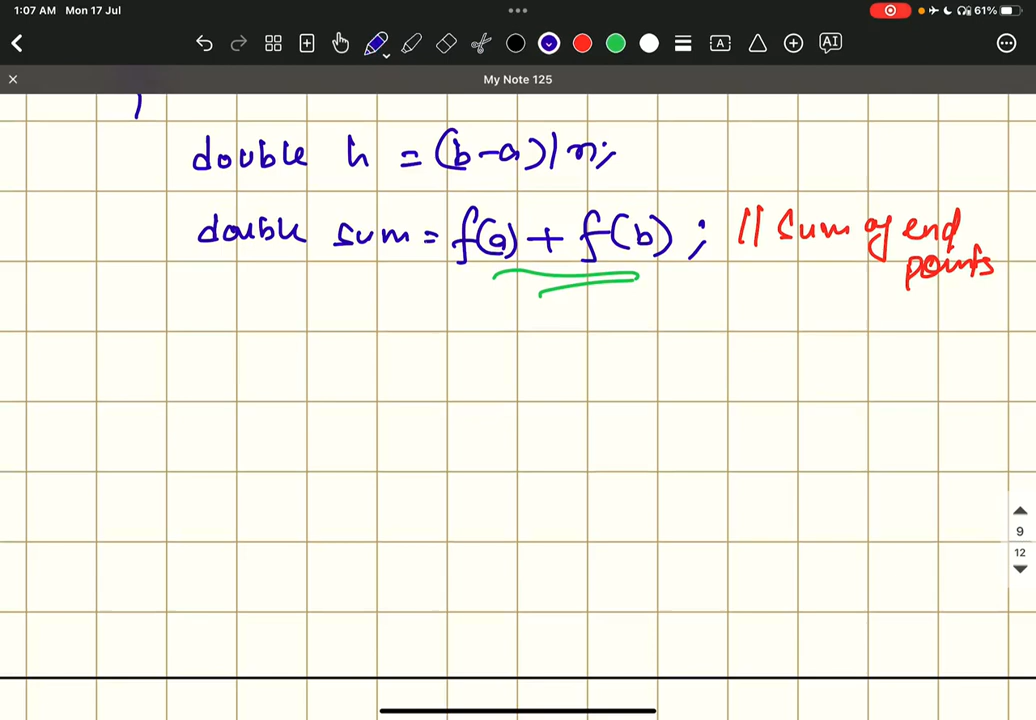 1:07 AM Mon 17 Jul
61%
A
AI
My Note 125
double h = (b-a)/n;
double sum = f(a) + f(b) ; // Sum of end
points
9
12